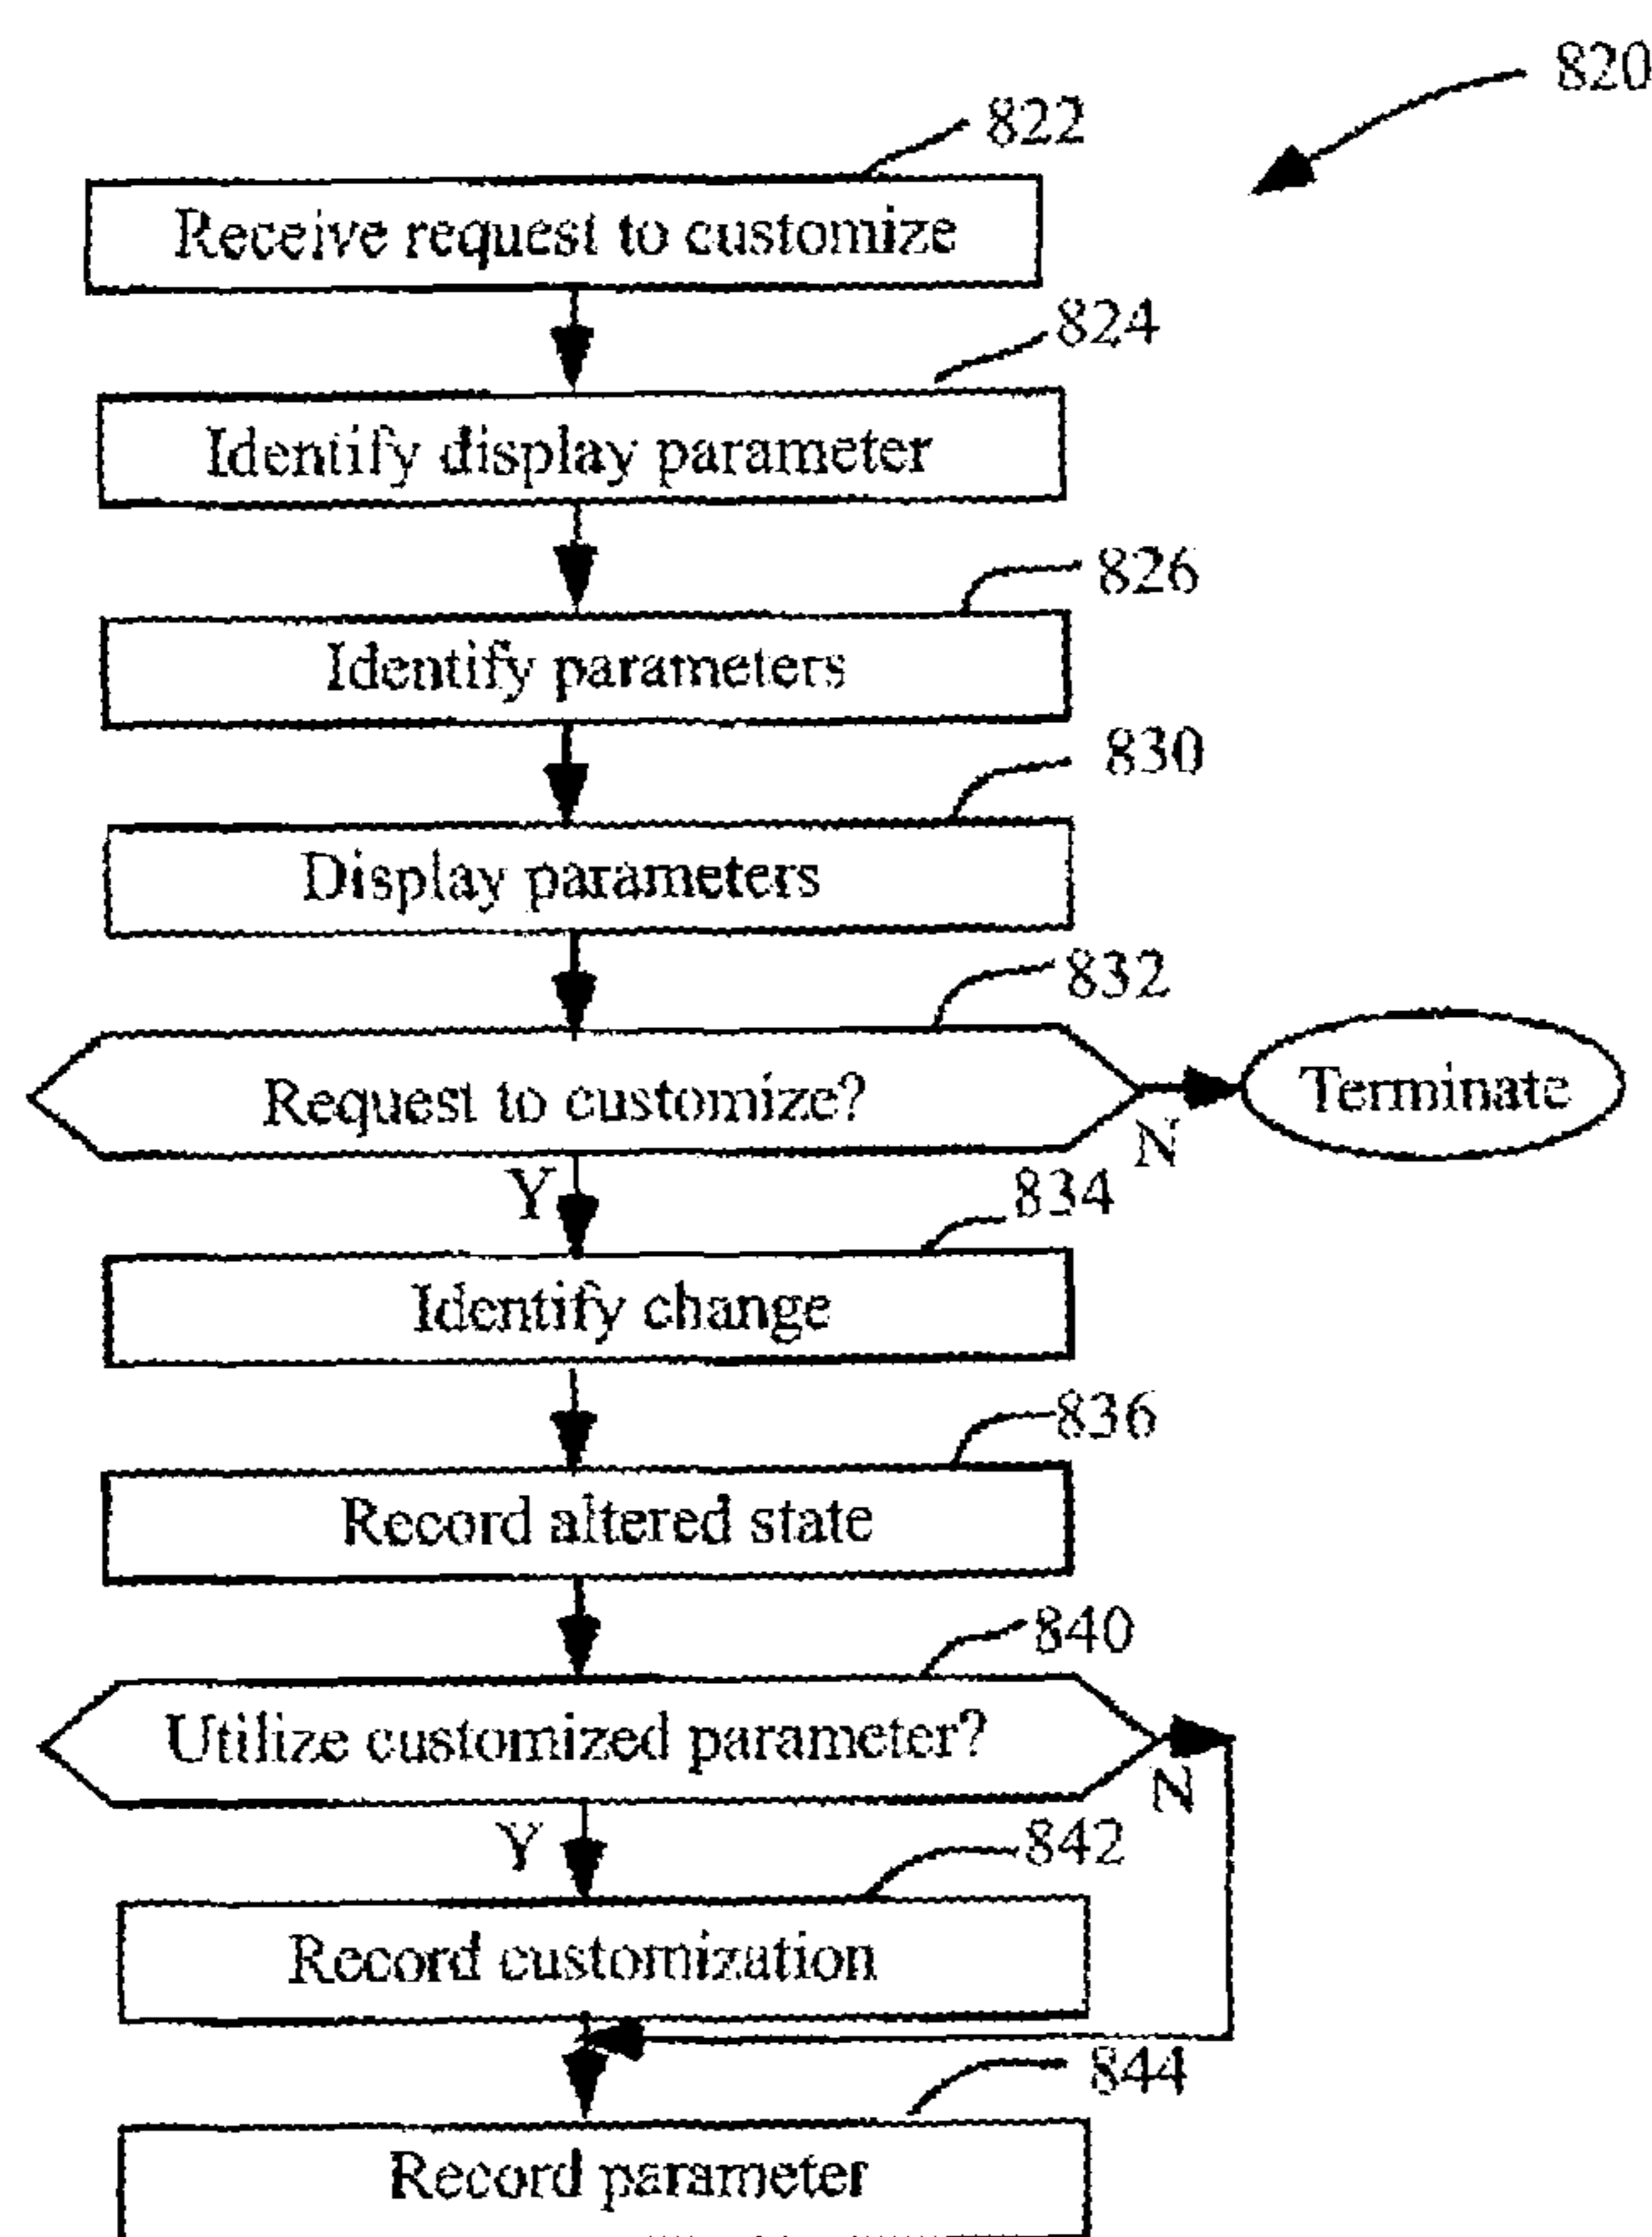 820
822
Receive request to customize
824
Identify display parameter
826
Identify parameters
830
Display parameters
832
Request to customize?
Terminate
N
Y
834
Identify change
836
Record altered state
840
Utilize customized parameter?
N
Y
842
Record customization
844
Record parameter